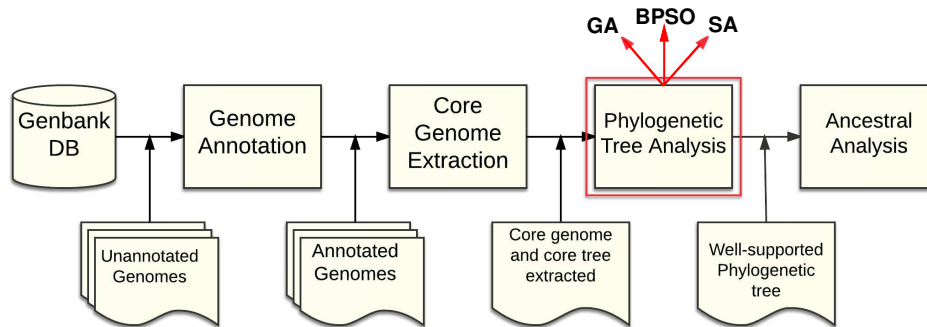 GA BPSO SA
Genbank
DB
Genome
Annotation
Core
Genome
Extraction
Phylogenetic
Tree Analysis
Ancestral
Analysis
Unannotated
Genomes
Annotated
Genomes
Core genome
and core tree
extracted
Well-supported
Phylogenetic
tree